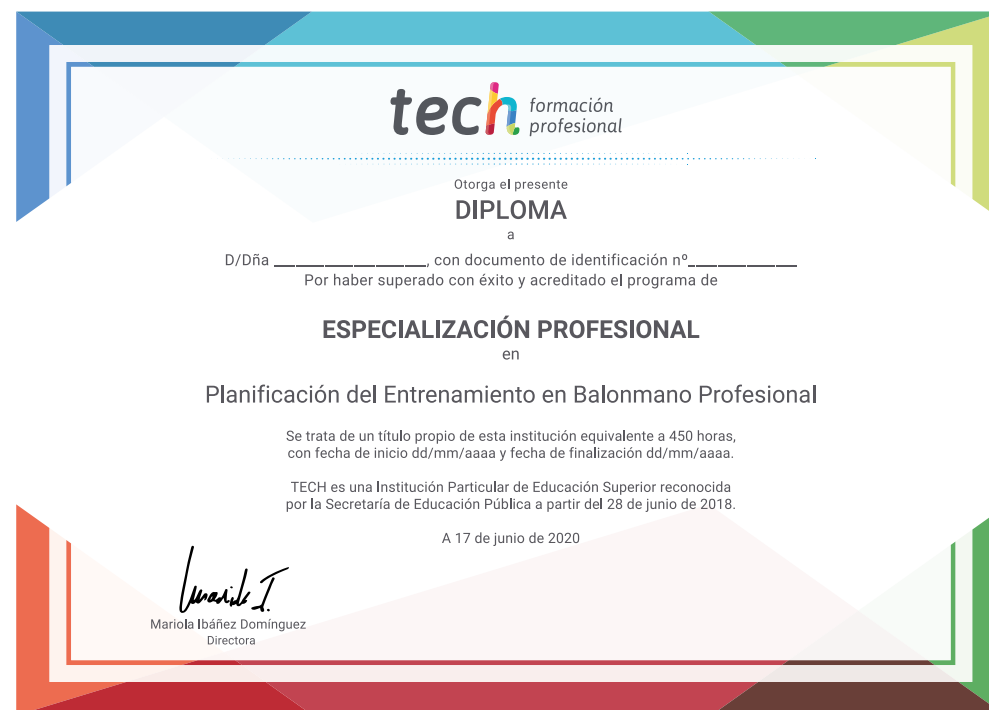 tech formación
profesional
Otorga el presente
DIPLOMA
a
D/Dña ______________, con documento de identificación nº__________
Por haber superado con éxito y acreditado el programa de
ESPECIALIZACIÓN PROFESIONAL
en
Planificación del Entrenamiento en Balonmano Profesional
Se trata de un título propio de esta institución equivalente a 450 horas,
con fecha de inicio dd/mm/aaaa y fecha de finalización dd/mm/aaaa.
TECH es una Institución Particular de Educación Superior reconocida
por la Secretaría de Educación Pública a partir del 28 de junio de 2018.
A 17 de junio de 2020
Mariola Ibáñez Domínguez
Directora